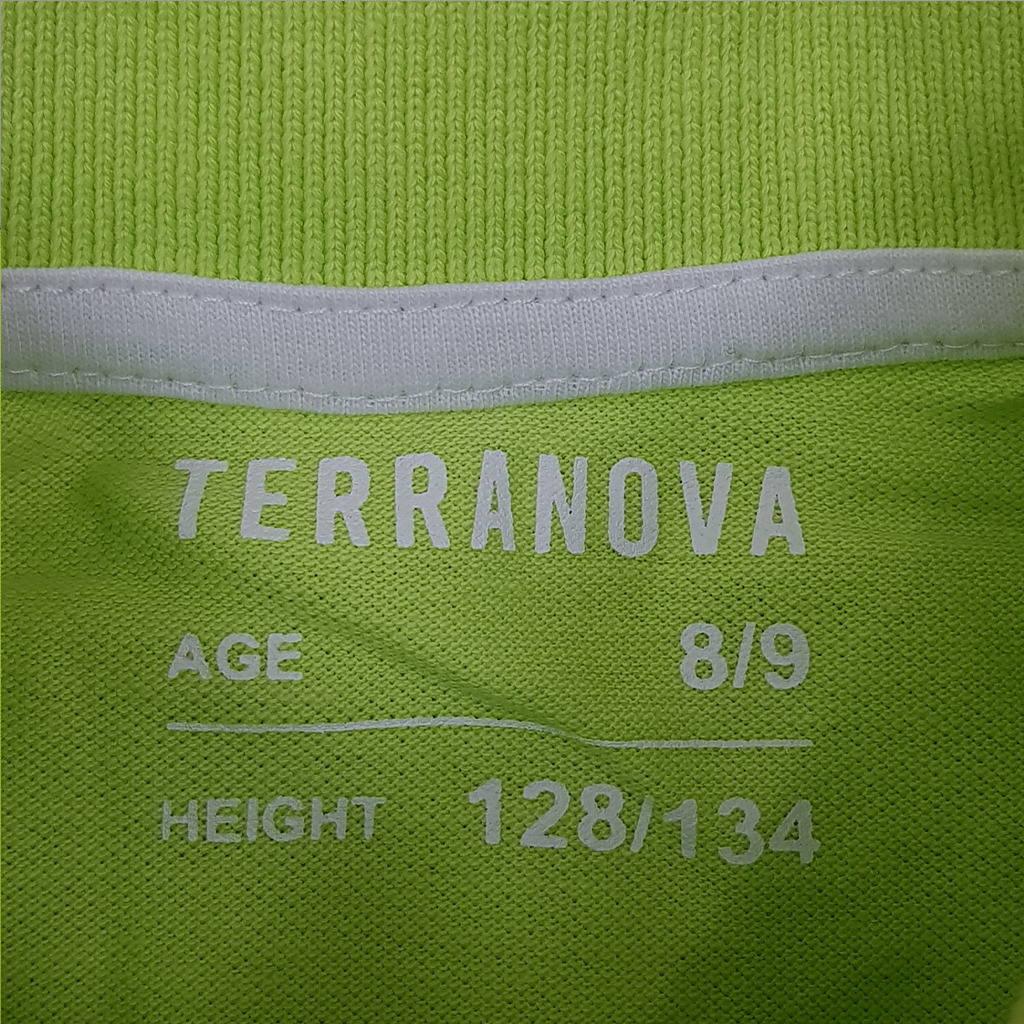 TERRANOVA
AGE 8/9
HEIGHT 128/134